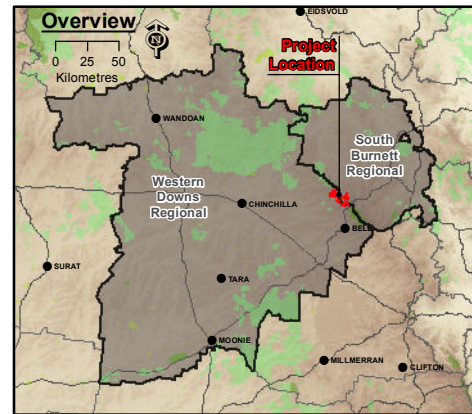 Overview
0 25 50
Kilometres
N
EIDSVOLD
Project
Location
WANDOAN
South
Burnett
Regional
Western
Downs
Regional
CHINCHILLA
BELL
SURAT
TARA
MOONIE
MILLMERRAN
CLIFTON